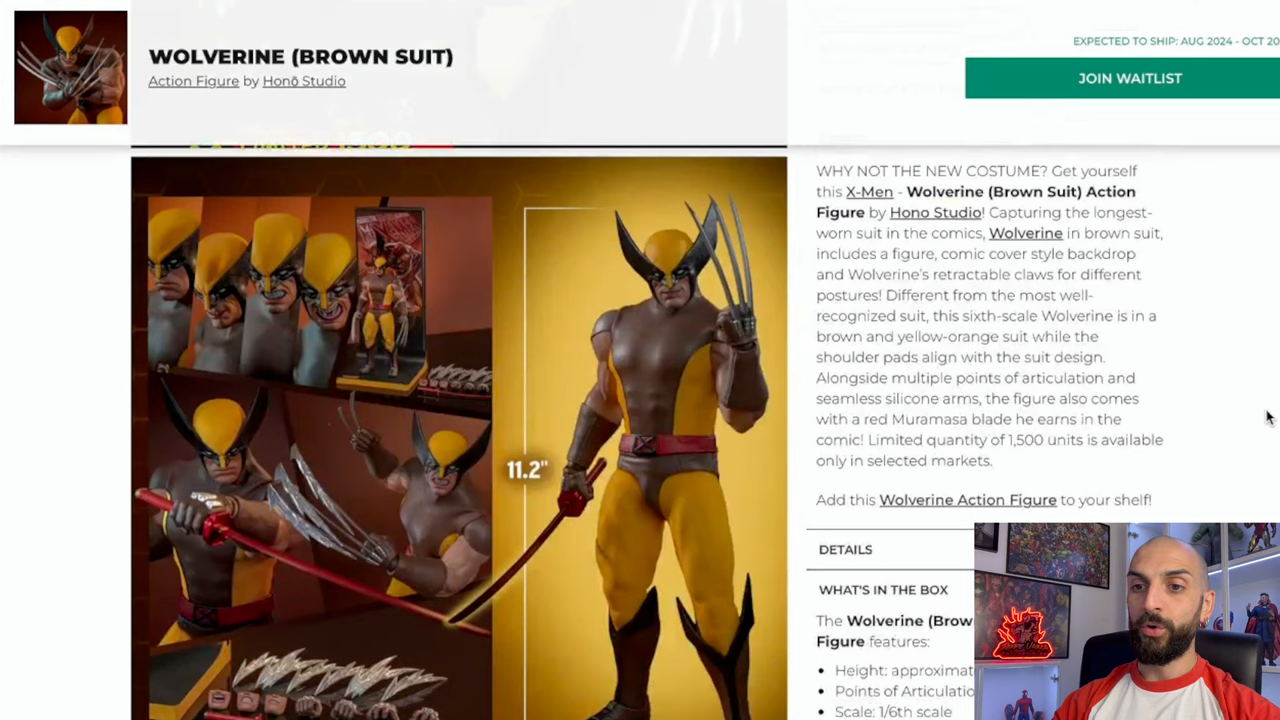 WOLVERINE (BROWN SUIT)
Action Figure by Honō Studio
EXPECTED TO SHIP: AUG 2024 - OCT 20
JOIN WAITLIST
11.2"
WHY NOT THE NEW COSTUME? Get yourself
this X-Men - Wolverine (Brown Suit) Action
Figure by Hono Studio! Capturing the longest-
worn suit in the comics, Wolverine in brown suit,
includes a figure, comic cover style backdrop
and Wolverine's retractable claws for different
postures! Different from the most well-
recognized suit, this sixth-scale Wolverine is in a
brown and yellow-orange suit while the
shoulder pads align with the suit design.
Alongside multiple points of articulation and
seamless silicone arms, the figure also comes
with a red Muramasa blade he earns in the
comic! Limited quantity of 1,500 units is available
only in selected markets.
Add this Wolverine Action Figure to your shelf!
DETAILS
WHAT'S IN THE BOX
The Wolverine (Brow
Figure features:
• Height: approximat
• Points of Articulatio
• Scale: 1/6th scale